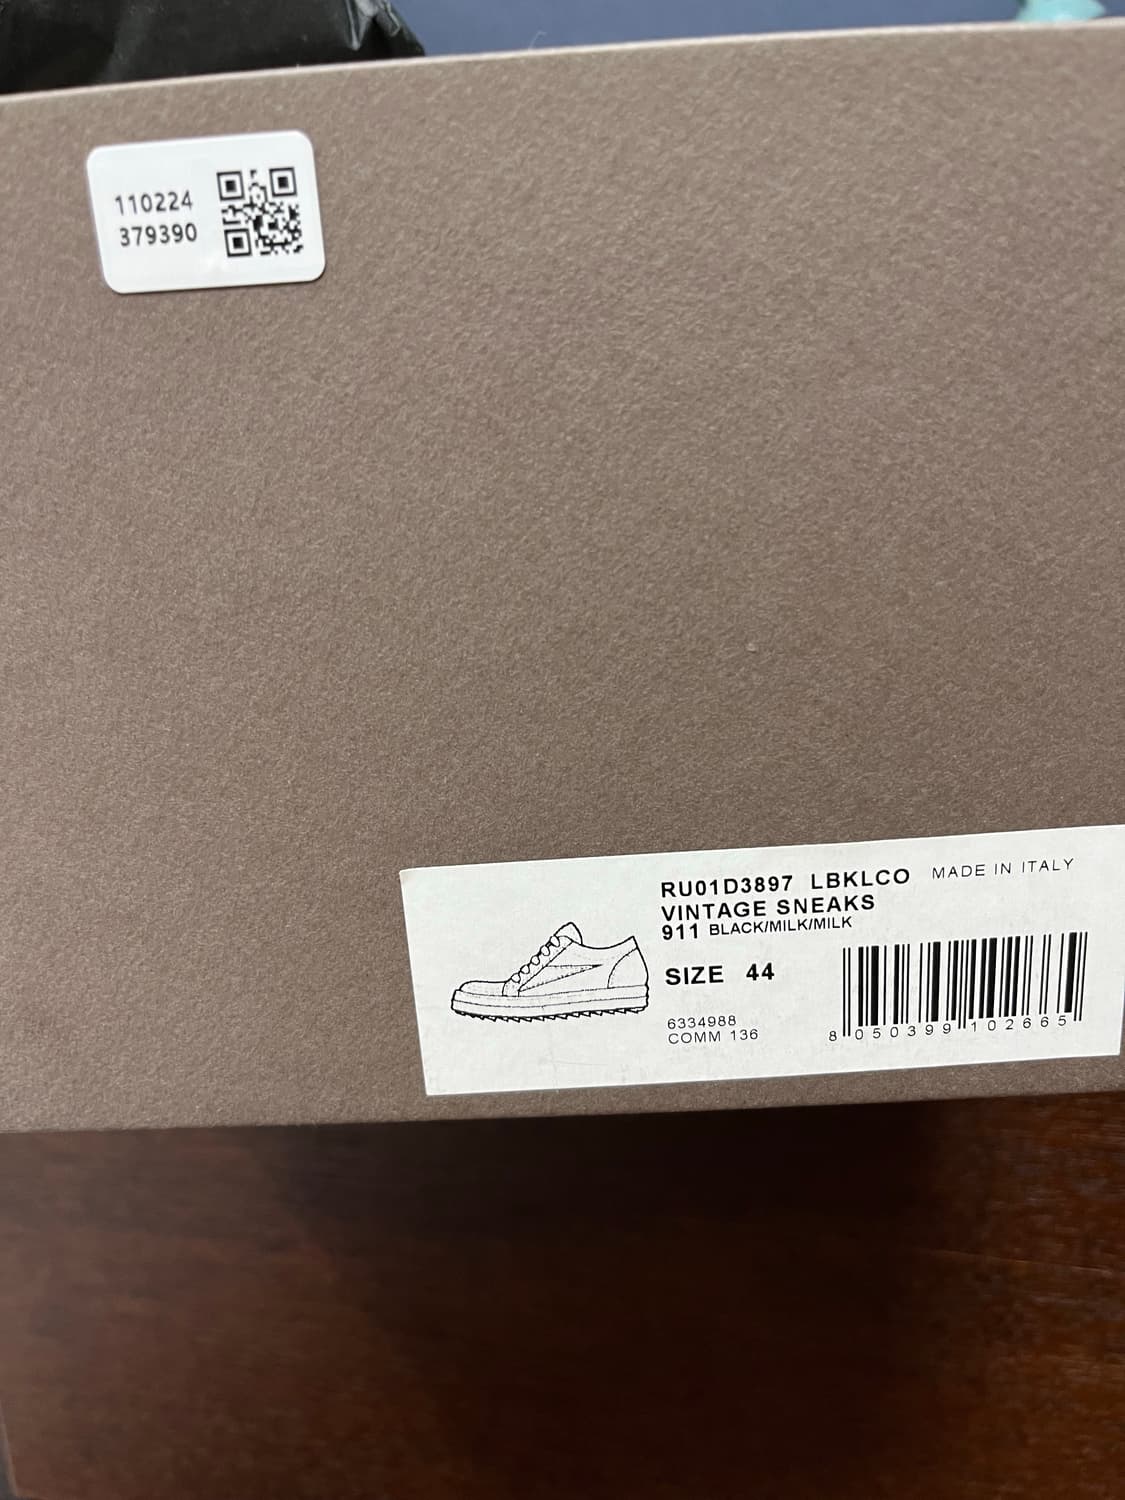 110224
379390
RU01D3897 LBKLCO MADE IN ITALY
VINTAGE SNEAKS
911 BLACK/MILK/MILK
SIZE 44
6334988
COMM 136
8 050399 102665